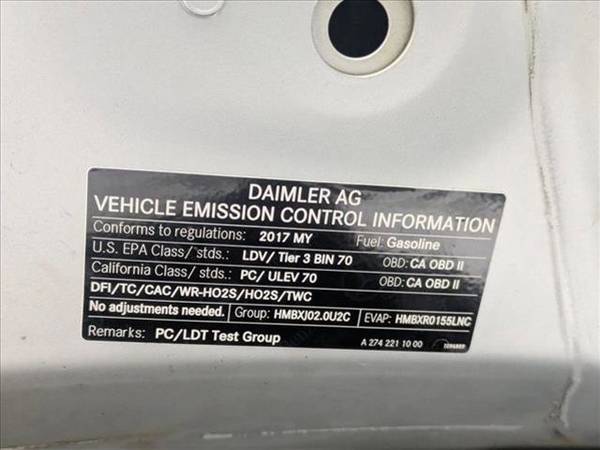 DAIMLER AG
VEHICLE EMISSION CONTROL INFORMATION
Conforms to regulations: 2017 MY Fuel: Gasoline
U.S. EPA Class/ stds.: LDV/ Tier 3 BIN 70 OBD: CA OBD II
California Class/ stds.: PC/ ULEV 70 OBD: CA OBD II
DFI/TC/CAC/WR-HO2S/HO2S/TWC
No adjustments needed. Group: HMBXJ02.0U2C EVAP: HMBXR0155LNC
Remarks: PC/LDT Test Group A 274 221 10 00